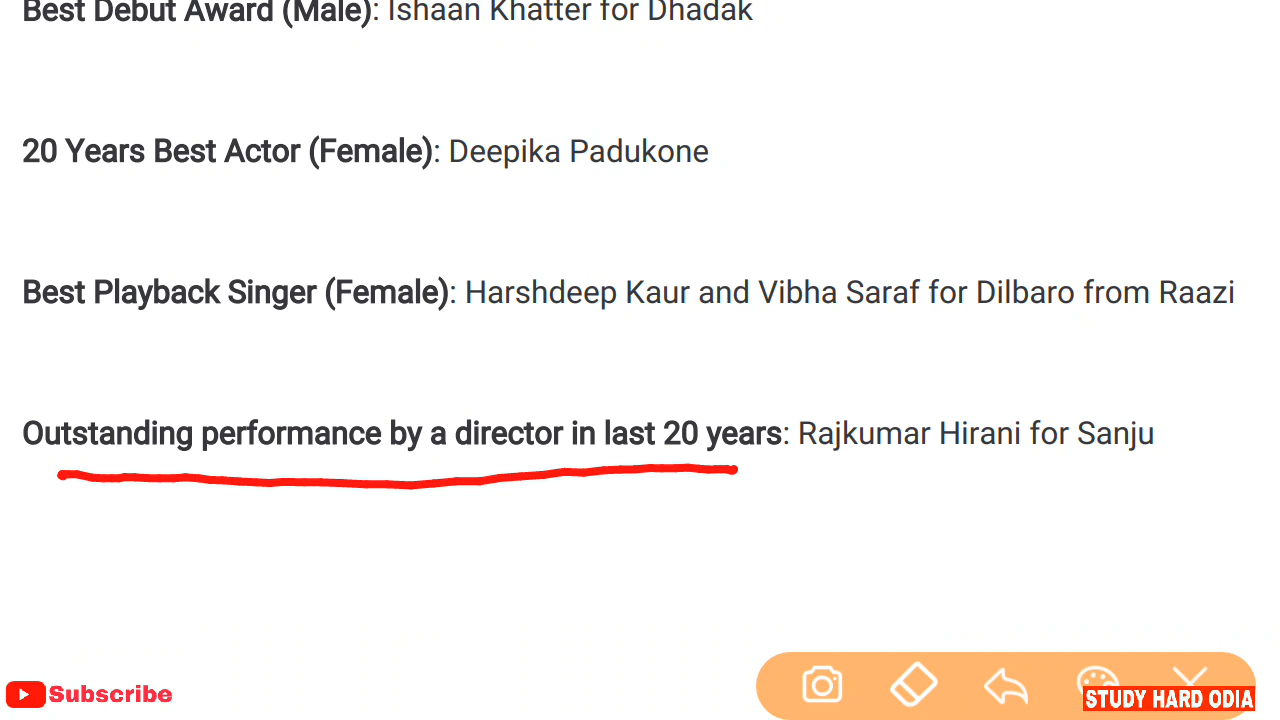 Best Debut Award (Male): Ishaan Khatter for Dhadak
20 Years Best Actor (Female): Deepika Padukone
Best Playback Singer (Female): Harshdeep Kaur and Vibha Saraf for Dilbaro from Raazi
Outstanding performance by a director in last 20 years: Rajkumar Hirani for Sanju
Subscribe
STUDY HARD ODIA